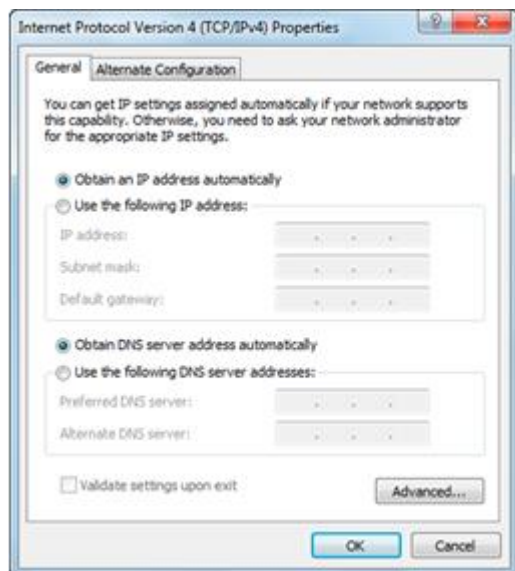 Internet Protocol Version 4 (TCP/IPv4) Properties
General
Alternate Configuration
You can get IP settings assigned automatically if your network supports
this capability. Otherwise, you need to ask your network administrator
for the appropriate IP settings.
Obtain an IP address automatically
Use the following IP address:
IP address:
Subnet mask:
Default gateway:
Obtain DNS server address automatically
Use the following DNS server addresses:
Preferred DNS server:
Alternate DNS server:
Validate settings upon exit
Advanced...
OK
Cancel